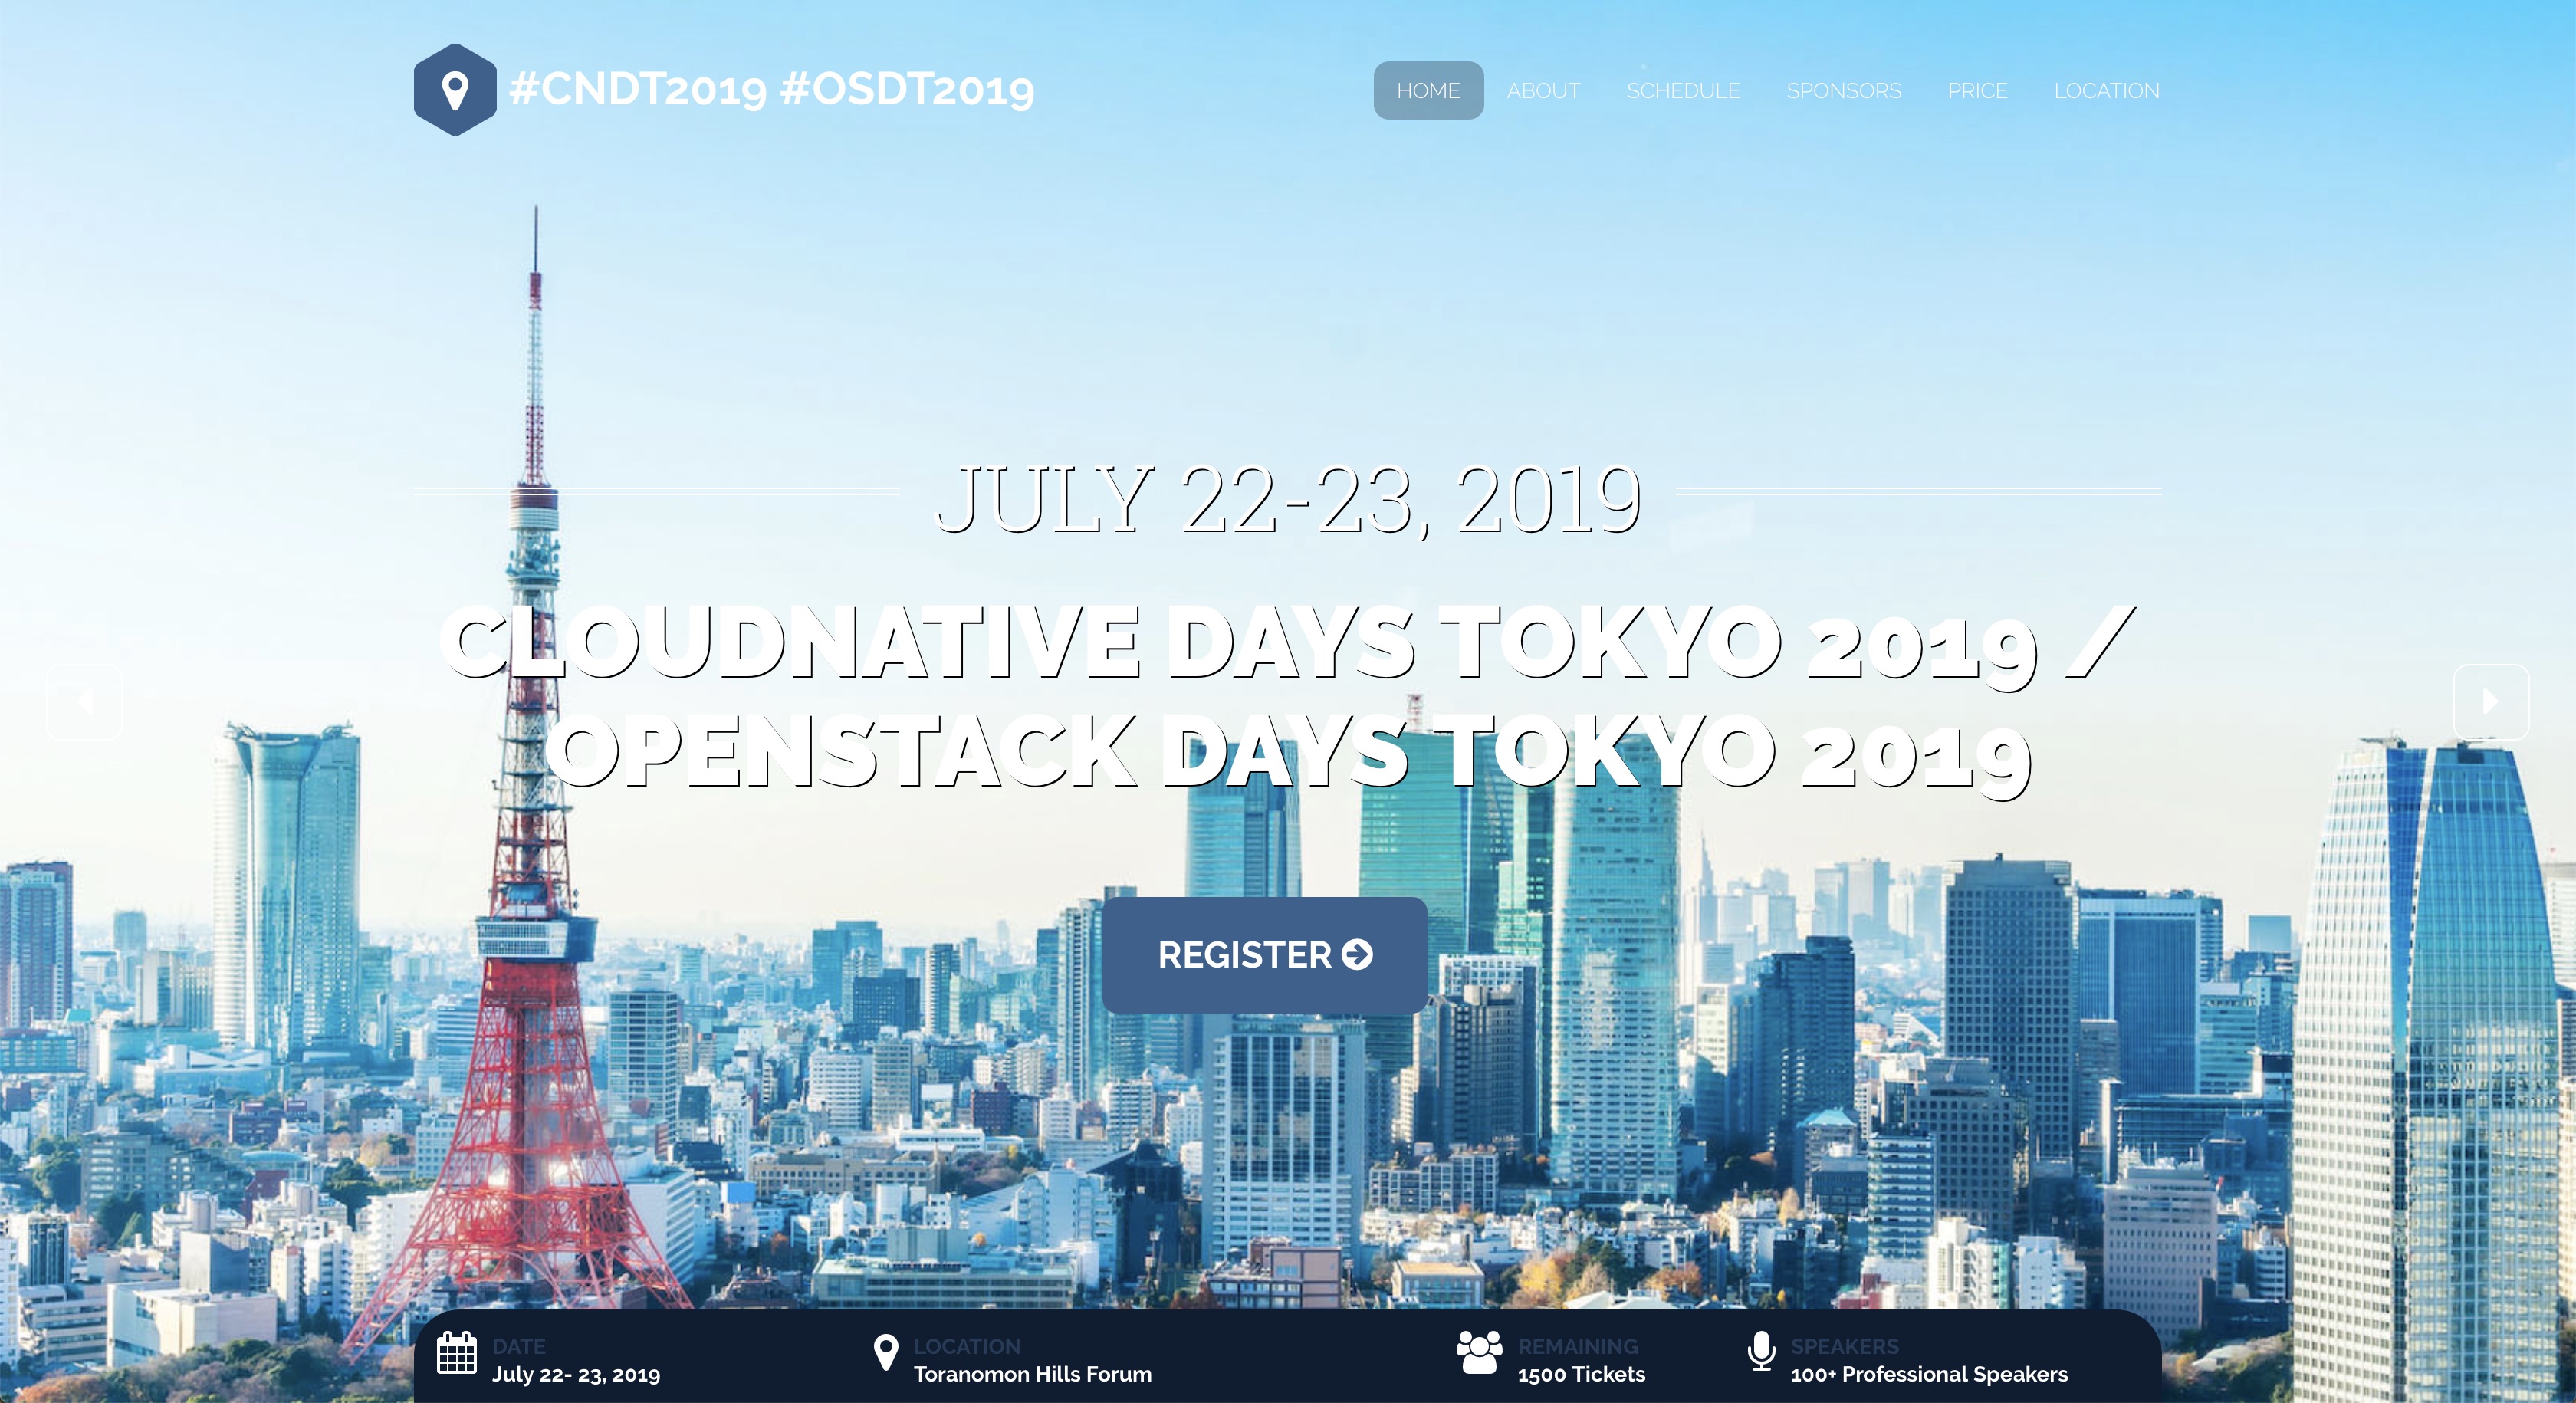 #CNDT2019 #OSDT2019
HOME ABOUT SCHEDULE SPONSORS PRICE LOCATION
JULY 22-23, 2019
CLOUDNATIVE DAYS TOKYO 2019 /
OPENSTACK DAYS TOKYO 2019
REGISTER
DATE
July 22- 23, 2019
LOCATION
Toranomon Hills Forum
REMAINING
1500 Tickets
SPEAKERS
100+ Professional Speakers